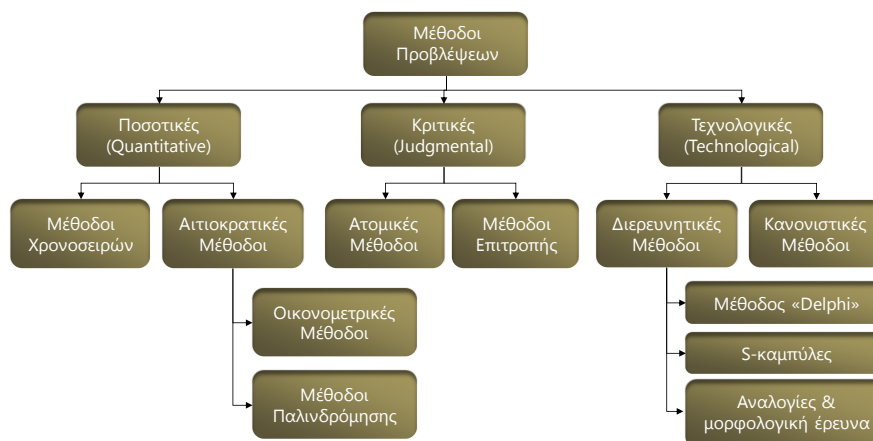 Μέθοδοι
Προβλέψεων
Ποσοτικές
(Quantitative)
Κριτικές
(Judgmental)
Τεχνολογικές
(Technological)
Μέθοδοι
Χρονοσειρών
Αιτιοκρατικές
Μέθοδοι
Ατομικές
Μέθοδοι
Μέθοδοι
Επιτροπής
Διερευνητικές
Μέθοδοι
Κανονιστικές
Μέθοδοι
Οικονομετρικές
Μέθοδοι
Μέθοδοι
Παλινδρόμησης
Μέθοδος «Delphi»
S-καμπύλες
Αναλογίες &
μορφολογική έρευνα